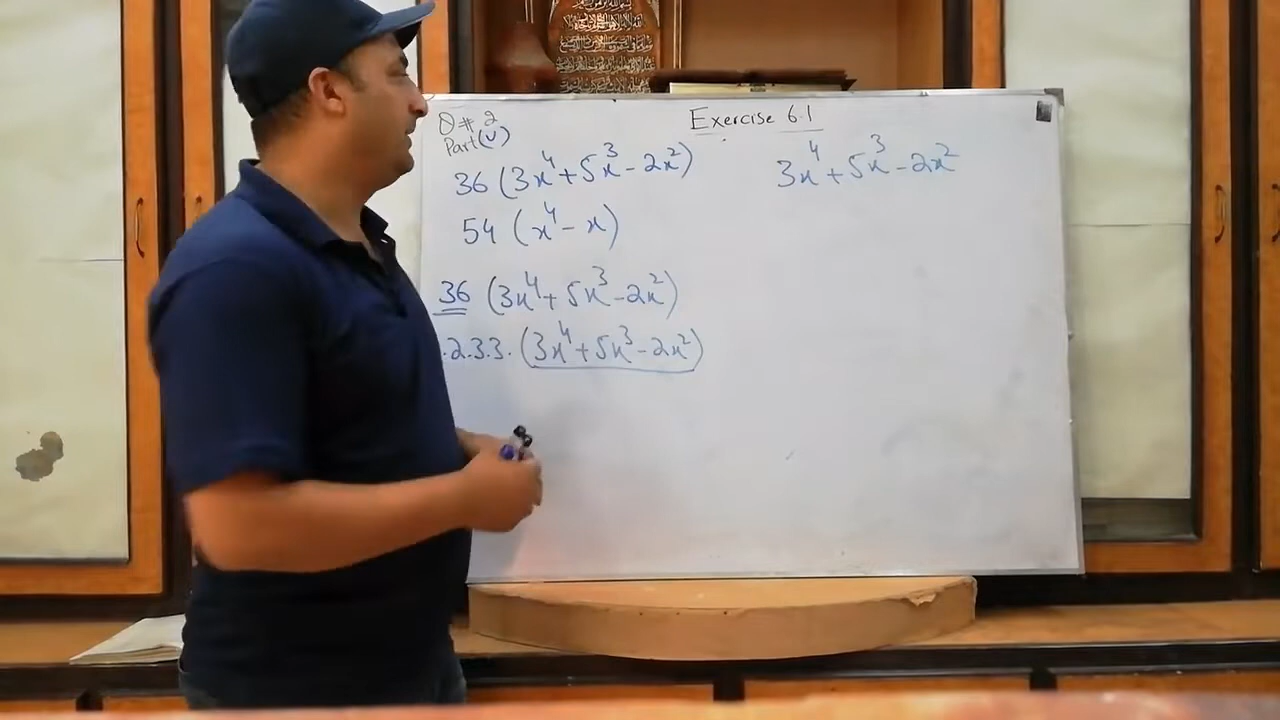 Q # 2
Part (v)
Exercise 6.1
36 (3x⁴ + 5x³ - 2x²)
3x⁴ + 5x³ - 2x²
54 (x⁴ - x)
36 (3x⁴ + 5x³ - 2x²)
.2.3.3. (3x⁴ + 5x³ - 2x²)